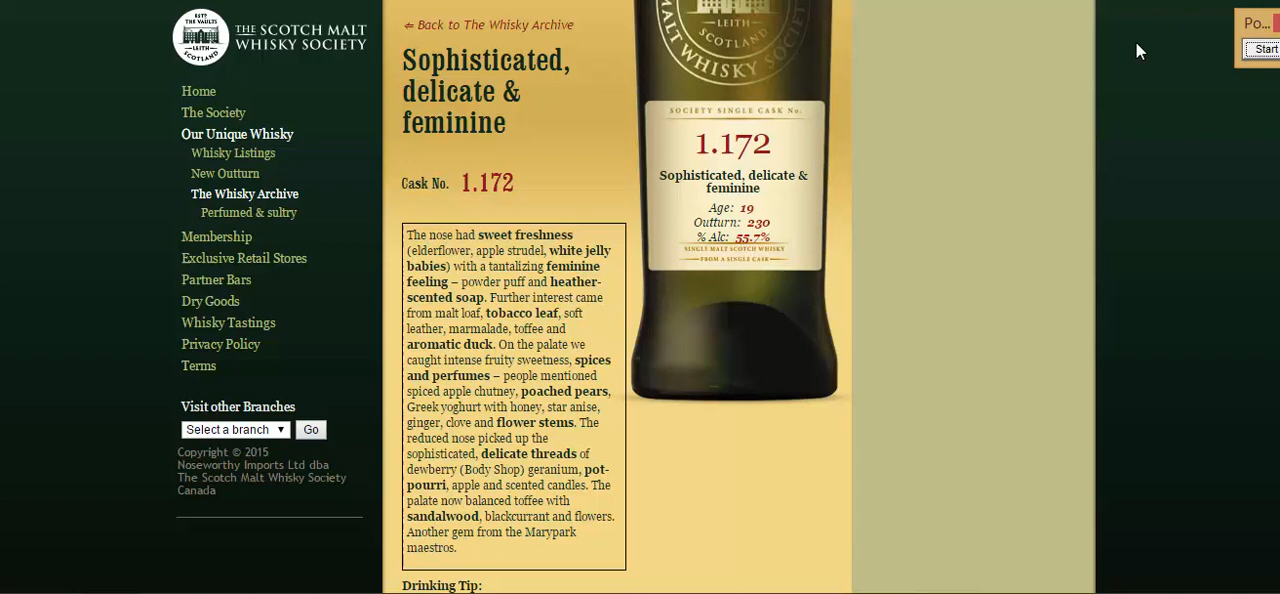 ESTD
THE VAULTS
LEITH
SCOTLAND
THE SCOTCH MALT
WHISKY SOCIETY
Home
The Society
Our Unique Whisky
Whisky Listings
New Outturn
The Whisky Archive
Perfumed & sultry
Membership
Exclusive Retail Stores
Partner Bars
Dry Goods
Whisky Tastings
Privacy Policy
Terms
Visit other Branches
Select a branch ▼ Go
Copyright © 2015
Noseworthy Imports Ltd dba
The Scotch Malt Whisky Society
Canada
⇐ Back to The Whisky Archive
Sophisticated,
delicate &
feminine
Cask No. 1.172
The nose had sweet freshness
(elderflower, apple strudel, white jelly
babies) with a tantalizing feminine
feeling – powder puff and heather-
scented soap. Further interest came
from malt loaf, tobacco leaf, soft
leather, marmalade, toffee and
aromatic duck. On the palate we
caught intense fruity sweetness, spices
and perfumes – people mentioned
spiced apple chutney, poached pears,
Greek yoghurt with honey, star anise,
ginger, clove and flower stems. The
reduced nose picked up the
sophisticated, delicate threads of
dewberry (Body Shop) geranium, pot-
pourri, apple and scented candles. The
palate now balanced toffee with
sandalwood, blackcurrant and flowers.
Another gem from the Marypark
maestros.
Drinking Tip:
LEITH
SCOTLAND
WHISKY
SOCIETY SINGLE CASK No.
1.172
Sophisticated, delicate &
feminine
Age: 19
Outturn: 230
% Alc: 55.7%
SINGLE MALT SCOTCH WHISKY
FROM A SINGLE CASK
Po...
Start